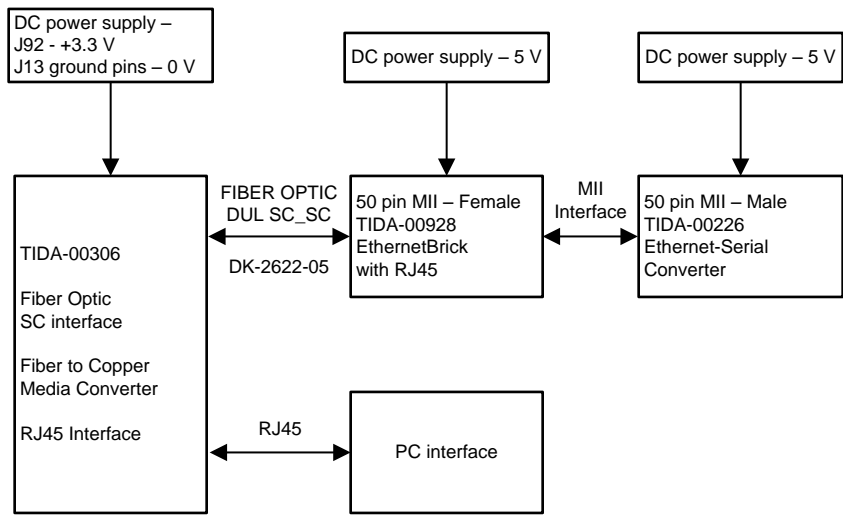 DC power supply –
J92 - +3.3 V
J13 ground pins – 0 V
DC power supply – 5 V
DC power supply – 5 V
TIDA-00306
Fiber Optic
SC interface
Fiber to Copper
Media Converter
RJ45 Interface
FIBER OPTIC
DUL SC_SC
DK-2622-05
50 pin MII – Female
TIDA-00928
EthernetBrick
with RJ45
MII
Interface
50 pin MII – Male
TIDA-00226
Ethernet-Serial
Converter
RJ45
PC interface